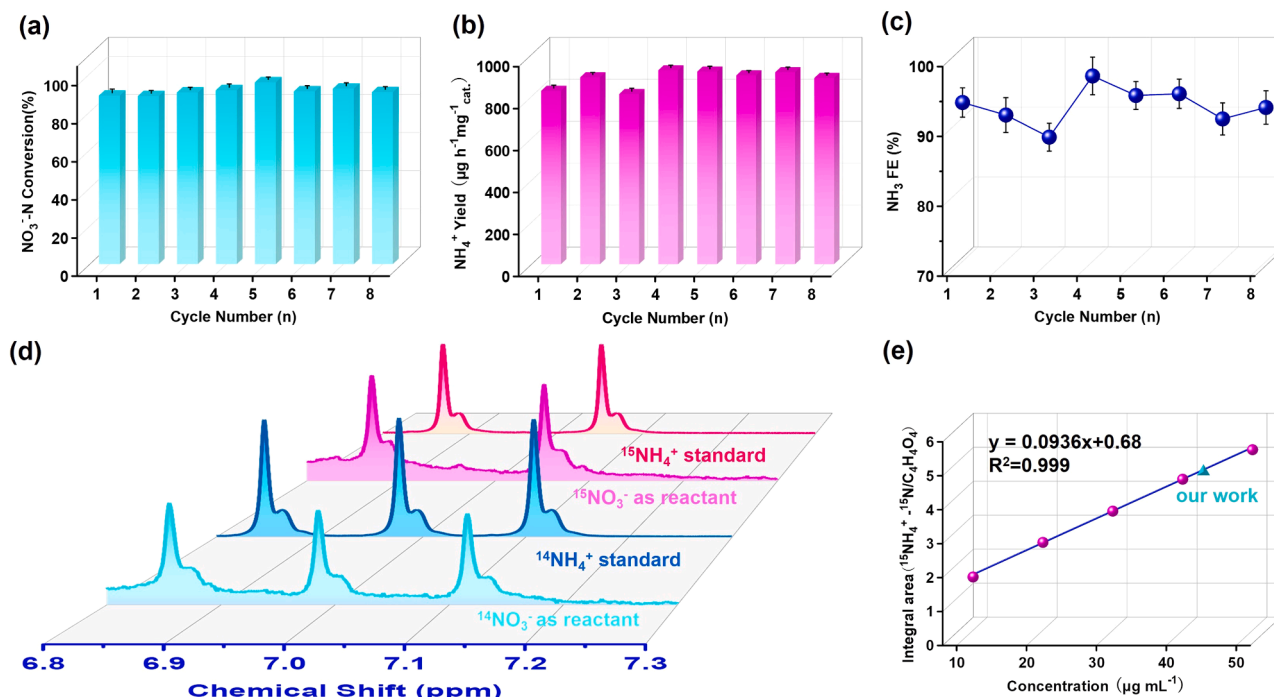 (a)
100
80
60
40
20
0
NO₃⁻-N Conversion(%)
1 2 3 4 5 6 7 8
Cycle Number (n)
(b)
1000
800
600
400
200
0
NH₄⁺ Yield (μg h⁻¹mg⁻¹cat.)
1 2 3 4 5 6 7 8
Cycle Number (n)
(c)
100
90
80
70
NH₃ FE (%)
1 2 3 4 5 6 7 8
Cycle Number (n)
(d)
¹⁵NH₄⁺ standard
¹⁵NO₃⁻ as reactant
¹⁴NH₄⁺ standard
¹⁴NO₃⁻ as reactant
6.8 6.9 7.0 7.1 7.2 7.3
Chemical Shift (ppm)
(e)
y = 0.0936x+0.68
R²=0.999
our work
6
5
4
3
2
1
0
Integral area(¹⁵NH₄⁺ -¹⁵N/C₄H₄O₄)
10 20 30 40 50
Concentration (μg mL⁻¹)